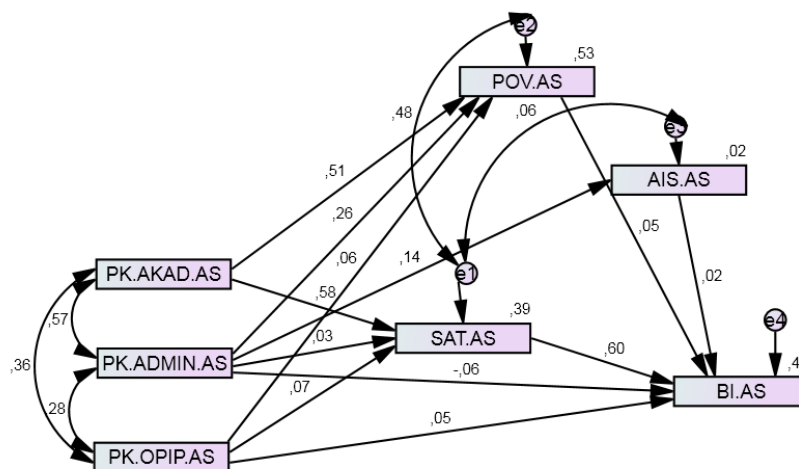 e2
,53
POV.AS
,48
,06
e3
,02
AIS.AS
,51
,26
,06
,14
,05
e1
,02
PK.AKAD.AS
,58
,39
e4
,57
,03
SAT.AS
,60
,36
PK.ADMIN.AS
-,06
,4
,28
,07
BI.AS
,05
PK.OPIP.AS